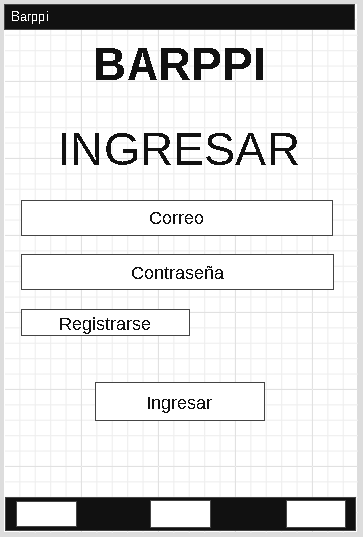 Barppi
BARPPI
INGRESAR
Correo
Contraseña
Registrarse
Ingresar